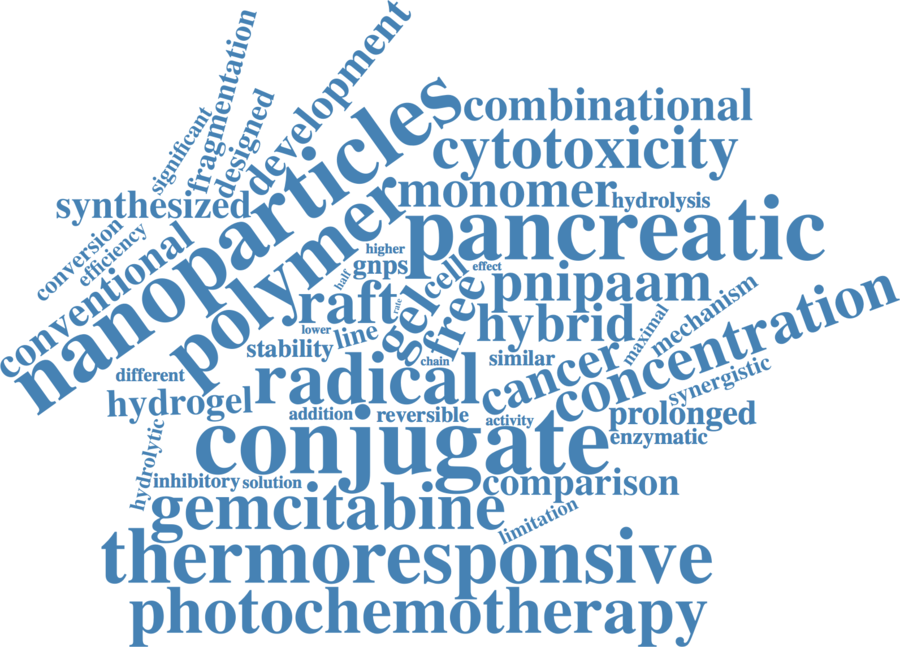 fragmentation
significant
designed
development
nanoparticles
combinational
cytotoxicity
synthesized
polymer
monomer
hydrolysis
conversion
efficiency
conventional
pancreatic
higher
gnps
half
cell
effect
pnipaam
raft
rate
gel
free
hybrid
lower
line
stability
chain
similar
maximal
mechanism
concentration
different
radical
cancer
synergistic
hydrogel
addition
reversible
activity
prolonged
hydrolytic
conjugate
enzymatic
inhibitory
solution
comparison
gemcitabine
limitation
thermoresponsive
photochemotherapy